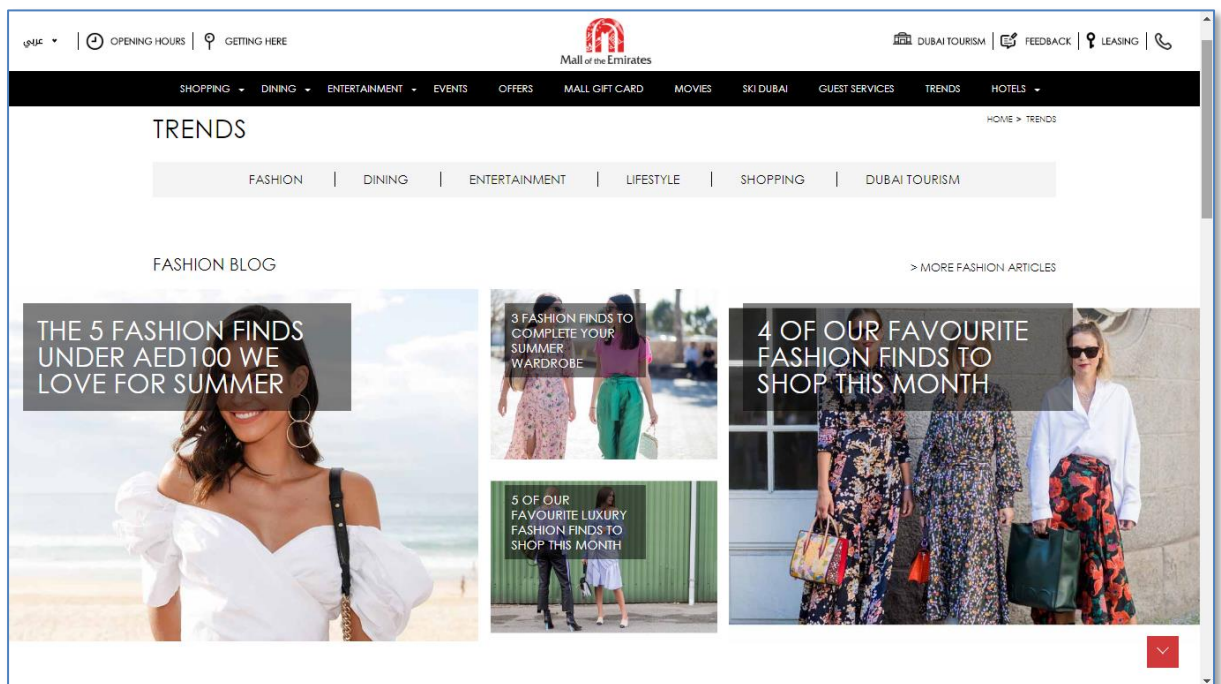 عربي
OPENING HOURS
GETTING HERE
Mall of the Emirates
DUBAI TOURISM
FEEDBACK
LEASING
SHOPPING DINING ENTERTAINMENT EVENTS OFFERS MALL GIFT CARD MOVIES SKI DUBAI GUEST SERVICES TRENDS HOTELS
TRENDS
HOME > TRENDS
FASHION | DINING | ENTERTAINMENT | LIFESTYLE | SHOPPING | DUBAI TOURISM
FASHION BLOG
> MORE FASHION ARTICLES
THE 5 FASHION FINDS
UNDER AED100 WE
LOVE FOR SUMMER
3 FASHION FINDS TO
COMPLETE YOUR
SUMMER
WARDROBE
5 OF OUR
FAVOURITE LUXURY
FASHION FINDS TO
SHOP THIS MONTH
4 OF OUR FAVOURITE
FASHION FINDS TO
SHOP THIS MONTH